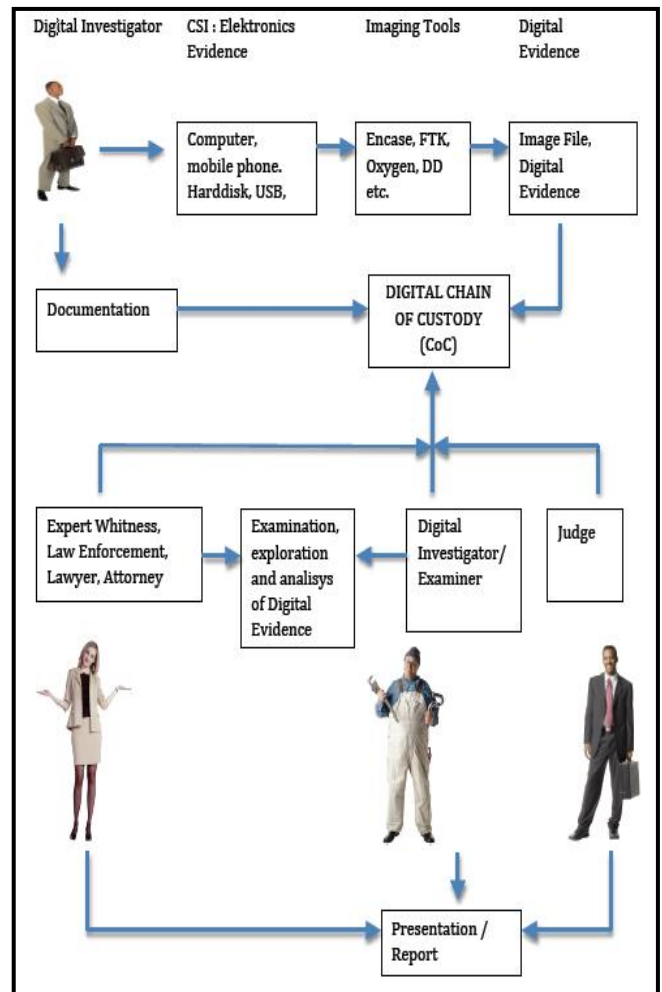 Digital Investigator
CSI : Elektronics
Evidence
Imaging Tools
Digital
Evidence
Computer,
mobile phone.
Harddisk, USB,
Encase, FTK,
Oxygen, DD
etc.
Image File,
Digital
Evidence
Documentation
DIGITAL CHAIN
OF CUSTODY
(CoC)
Expert Whitness,
Law Enforcement,
Lawyer, Attorney
Examination,
exploration
and analisys
of Digital
Evidence
Digital
Investigator/
Examiner
Judge
Presentation /
Report